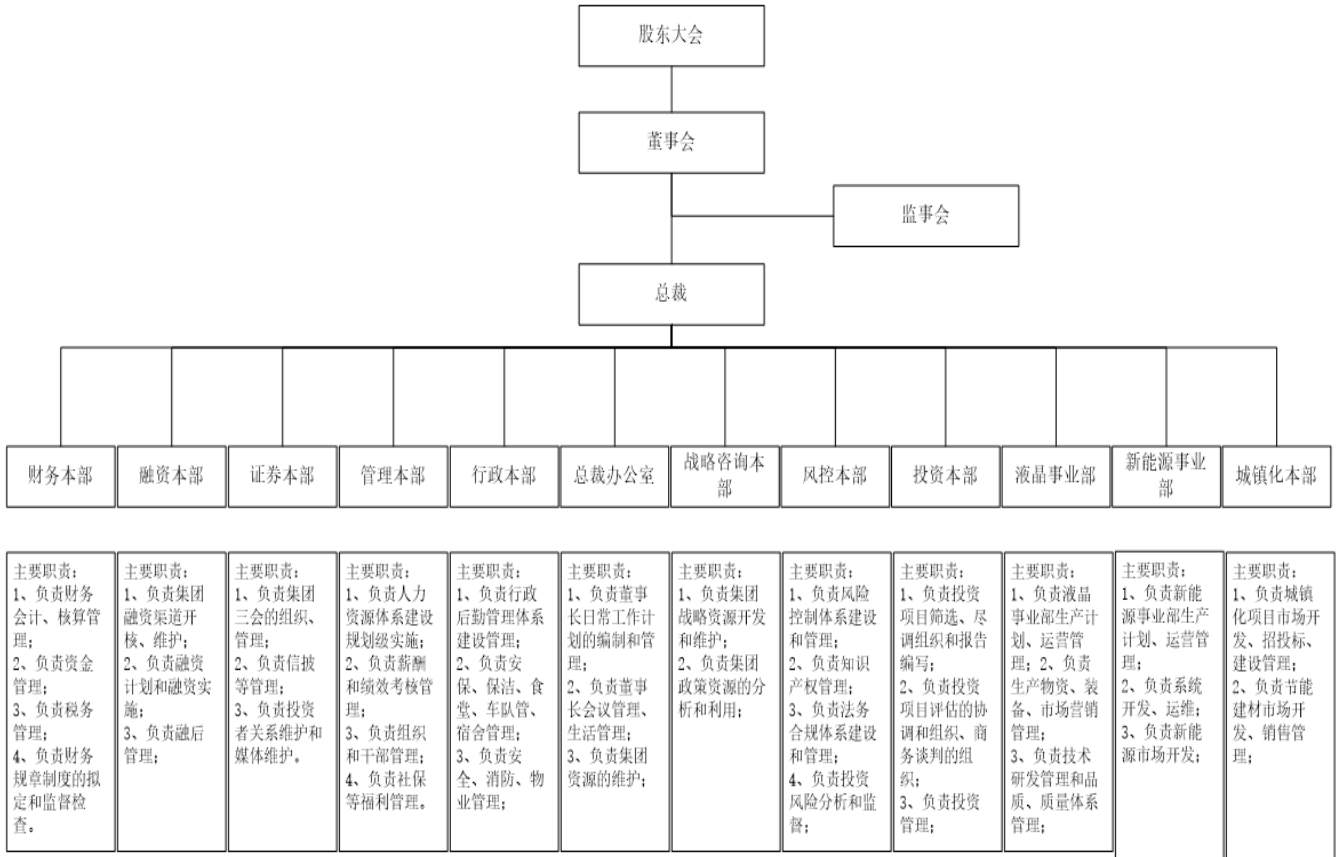 股东大会
董事会
监事会
总裁
财务本部
融资本部
证券本部
管理本部
行政本部
总裁办公室
战略咨询本
部
风控本部
投资本部
液晶事业部
新能源事业
部
城镇化本部
主要职责：
1、负责财务
会计、核算管
理；
2、负责资金
管理；
3、负责税务
管理；
4、负责财务
规章制度的拟
定和监督检
查。
主要职责：
1、负责集团
融资渠道开
核、维护；
2、负责融资
计划和融资实
施；
3、负责融后
管理；
主要职责：
1、负责集团
三会的组织、
管理；
2、负责信披
等管理；
3、负责投资
者关系维护和
媒体维护。
主要职责：
1、负责人力
资源体系建设
规划级实施；
2、负责薪酬
和绩效考核管
理；
3、负责组织
和干部管理；
4、负责社保
等福利管理。
主要职责：
1、负责行政
后勤管理体系
建设管理；
2、负责安
保、保洁、食
堂、车队管、
宿舍管理；
3、负责安
全、消防、物
业管理；
主要职责：
1、负责董事
长日常工作计
划的编制和管
理；
2、负责董事
长会议管理、
生活管理；
3、负责集团
资源的维护；
主要职责：
1、负责集团
战略资源开发
和维护；
2、负责集团
政策资源的分
析和利用；
主要职责：
1、负责风险
控制体系建设
和管理；
2、负责知识
产权管理；
3、负责法务
合规体系建设
和管理；
4、负责投资
风险分析和监
督；
主要职责：
1、负责投资
项目筛选、尽
调组织和报告
编写；
2、负责投资
项目评估的协
调和组织、商
务谈判的组
织；
3、负责投资
管理；
主要职责：
1、负责液晶
事业部生产计
划、运营管
理；2、负责
生产物资、装
备、市场营销
管理；
3、负责技术
研发管理和品
质、质量体系
管理；
主要职责：
1、负责新能
源事业部生产
计划、运营管
理；
2、负责系统
开发、运维；
3、负责新能
源市场开发；
主要职责：
1、负责城镇
化项目市场开
发、招投标、
建设管理；
2、负责节能
建材市场开
发、销售管
理；